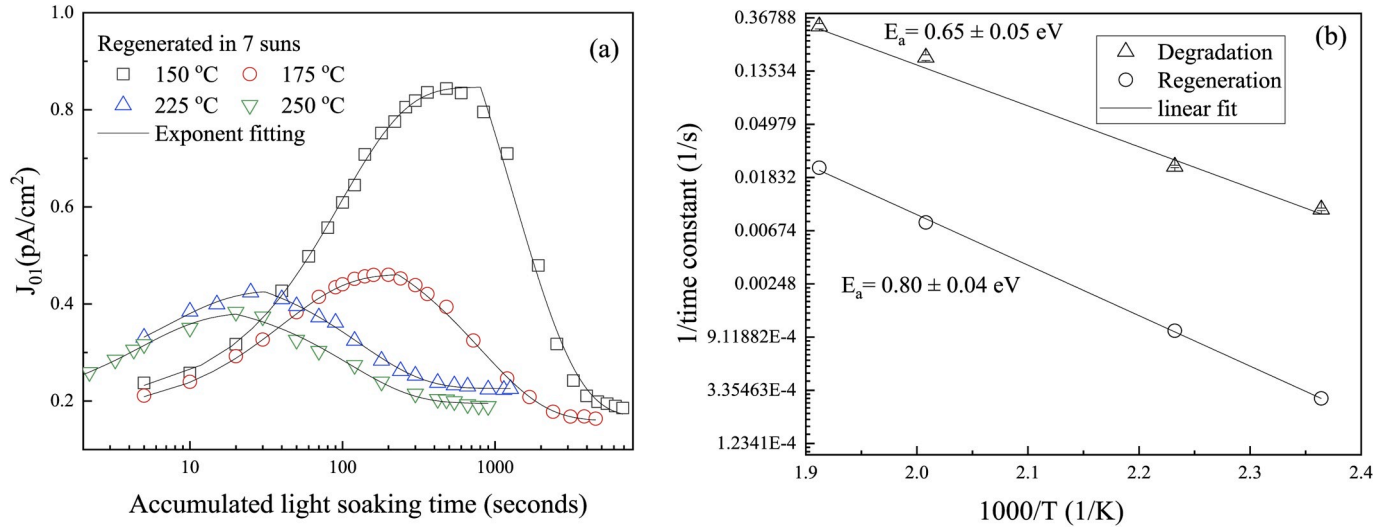 (a)
Regenerated in 7 suns
150 °C
175 °C
225 °C
250 °C
Exponent fitting
1.0
0.8
0.6
0.4
0.2
J01(pA/cm2)
10
100
1000
Accumulated light soaking time (seconds)
(b)
Ea= 0.65 ± 0.05 eV
Degradation
Regeneration
linear fit
Ea= 0.80 ± 0.04 eV
0.36788
0.13534
0.04979
0.01832
0.00674
0.00248
9.11882E-4
3.35463E-4
1.2341E-4
1/time constant (1/s)
1.9
2.0
2.1
2.2
2.3
2.4
1000/T (1/K)